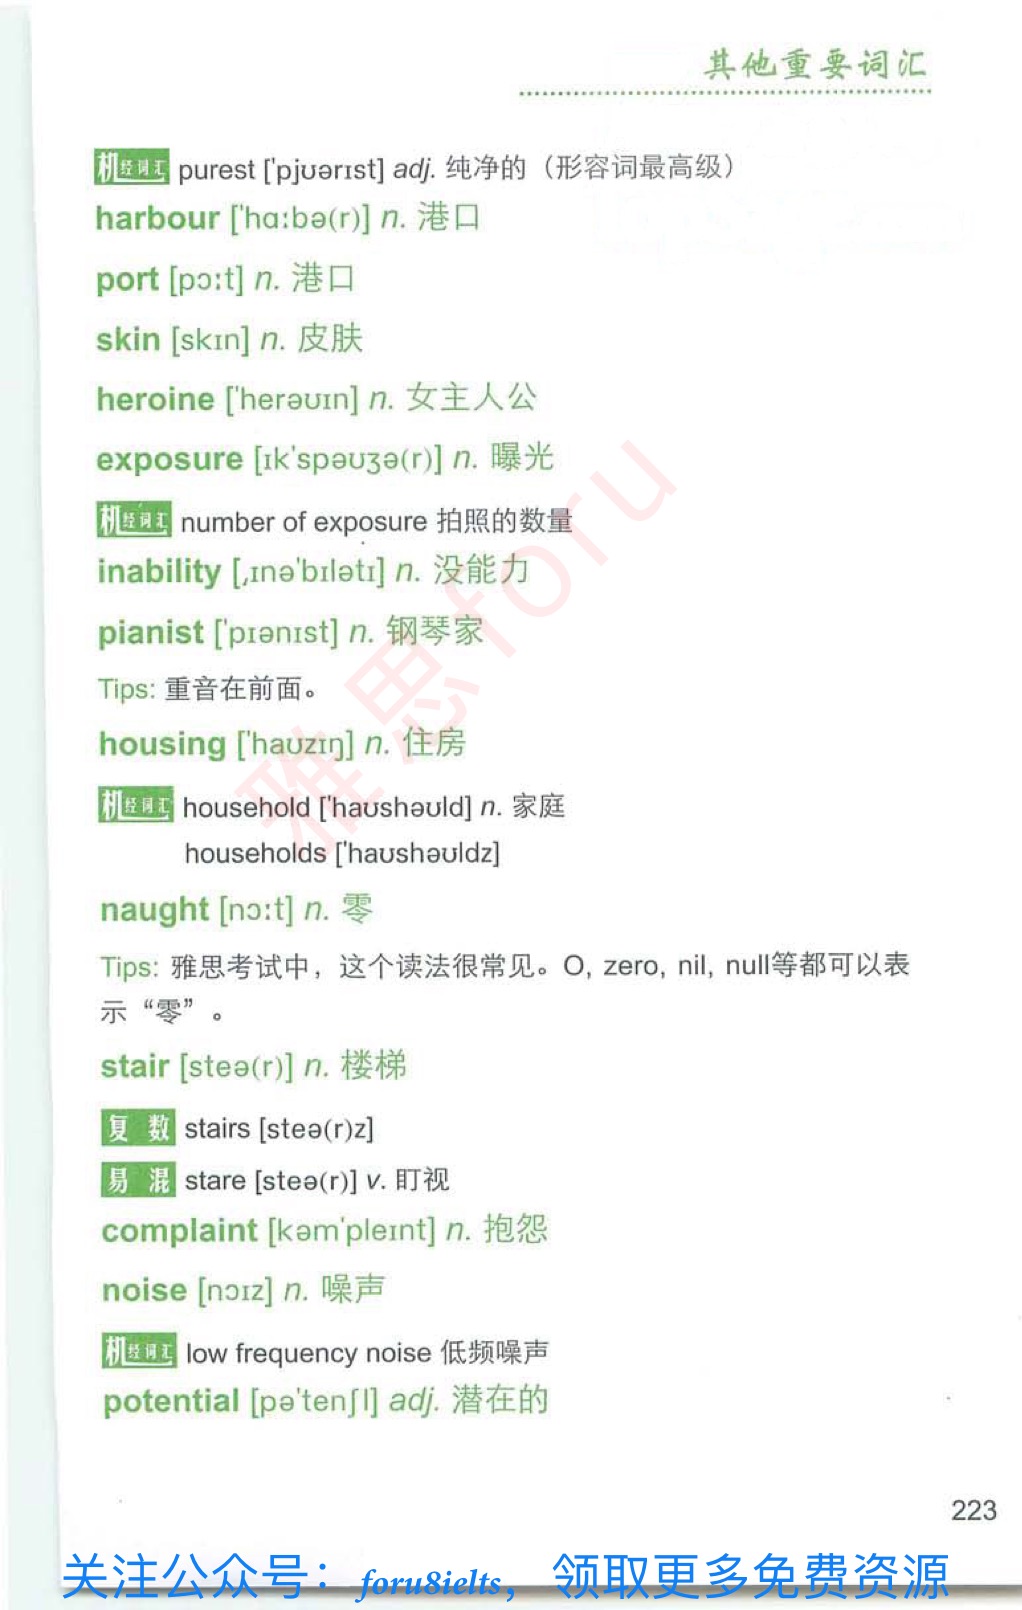 其他重要词汇
机经词汇 purest ['pjʊərɪst] adj. 纯净的（形容词最高级）
harbour ['hɑːbə(r)] n. 港口
port [pɔːt] n. 港口
skin [skɪn] n. 皮肤
heroine ['herəʊɪn] n. 女主人公
exposure [ɪk'spəʊʒə(r)] n. 曝光
机经词汇 number of exposure 拍照的数量
inability [ˌɪnə'bɪlətɪ] n. 没能力
pianist ['pɪənɪst] n. 钢琴家
Tips: 重音在前面。
housing ['haʊzɪŋ] n. 住房
机经词汇 household ['haʊshəʊld] n. 家庭
households ['haʊshəʊldz]
naught [nɔːt] n. 零
Tips: 雅思考试中，这个读法很常见。O, zero, nil, null等都可以表
示“零”。
stair [steə(r)] n. 楼梯
复数 stairs [steə(r)z]
易混 stare [steə(r)] v. 盯视
complaint [kəm'pleɪnt] n. 抱怨
noise [nɔɪz] n. 噪声
机经词汇 low frequency noise 低频噪声
potential [pə'tenʃl] adj. 潜在的
雅思foru
223
关注公众号：foru8ielts，领取更多免费资源